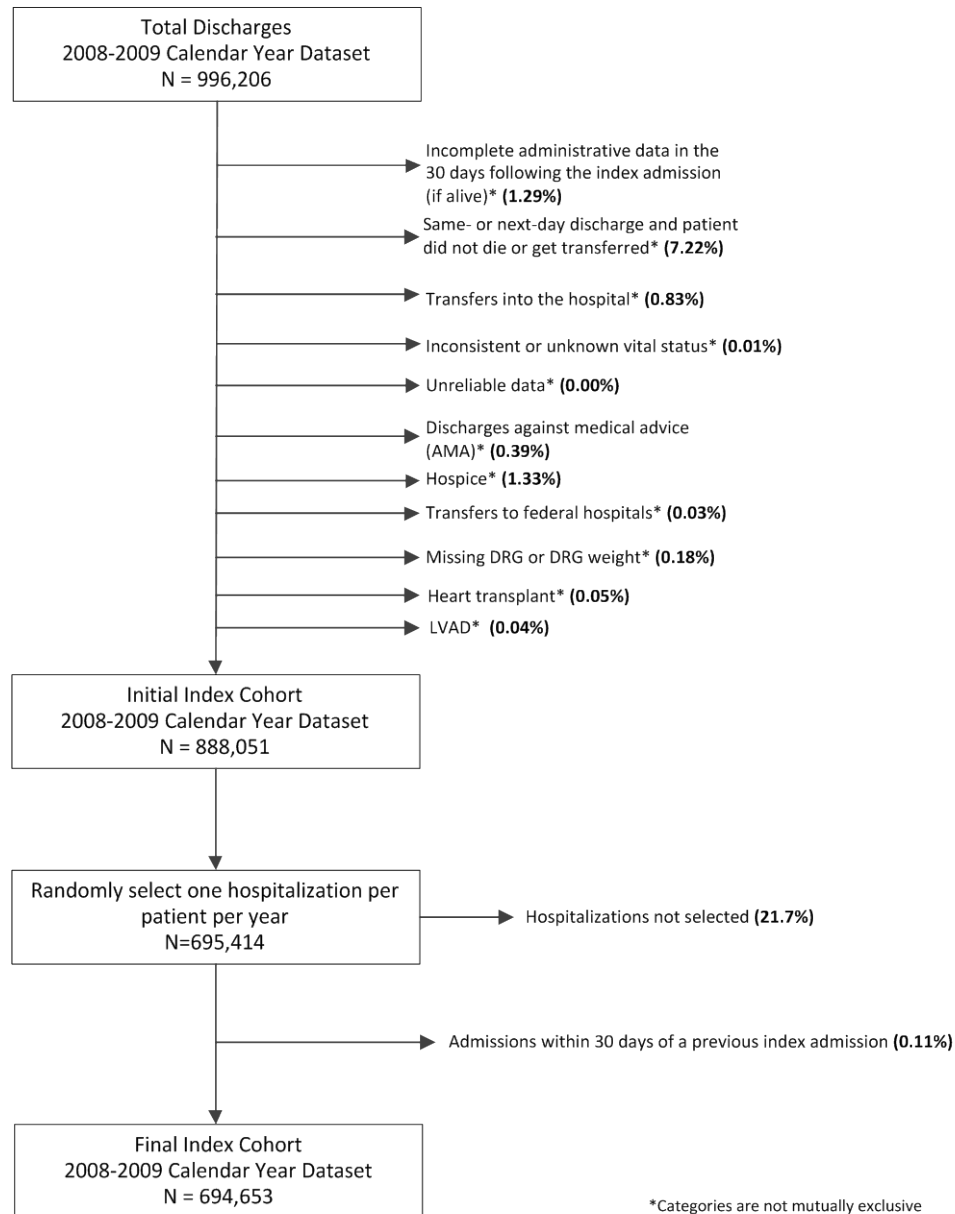 Total Discharges
2008-2009 Calendar Year Dataset
N = 996,206
Incomplete administrative data in the
30 days following the index admission
(if alive)* (1.29%)
Same- or next-day discharge and patient
did not die or get transferred* (7.22%)
Transfers into the hospital* (0.83%)
Inconsistent or unknown vital status* (0.01%)
Unreliable data* (0.00%)
Discharges against medical advice
(AMA)* (0.39%)
Hospice* (1.33%)
Transfers to federal hospitals* (0.03%)
Missing DRG or DRG weight* (0.18%)
Heart transplant* (0.05%)
LVAD* (0.04%)
Initial Index Cohort
2008-2009 Calendar Year Dataset
N = 888,051
Randomly select one hospitalization per
patient per year
N=695,414
Hospitalizations not selected (21.7%)
Admissions within 30 days of a previous index admission (0.11%)
Final Index Cohort
2008-2009 Calendar Year Dataset
N = 694,653
*Categories are not mutually exclusive